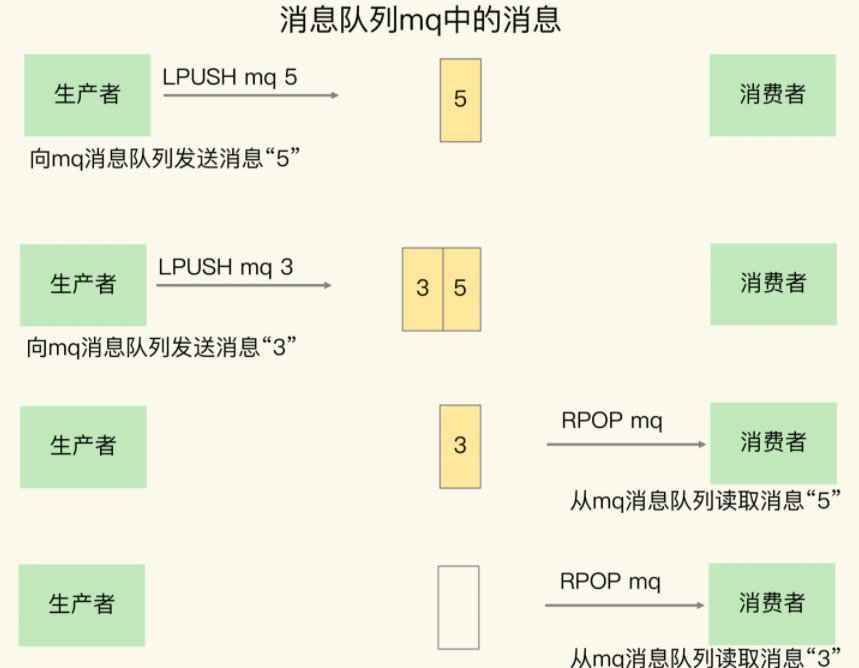 消息队列mq中的消息
生产者
LPUSH mq 5
5
消费者
向mq消息队列发送消息“5”
生产者
LPUSH mq 3
3
5
消费者
向mq消息队列发送消息“3”
生产者
3
RPOP mq
消费者
从mq消息队列读取消息“5”
生产者
RPOP mq
消费者
从mq消息队列读取消息“3”